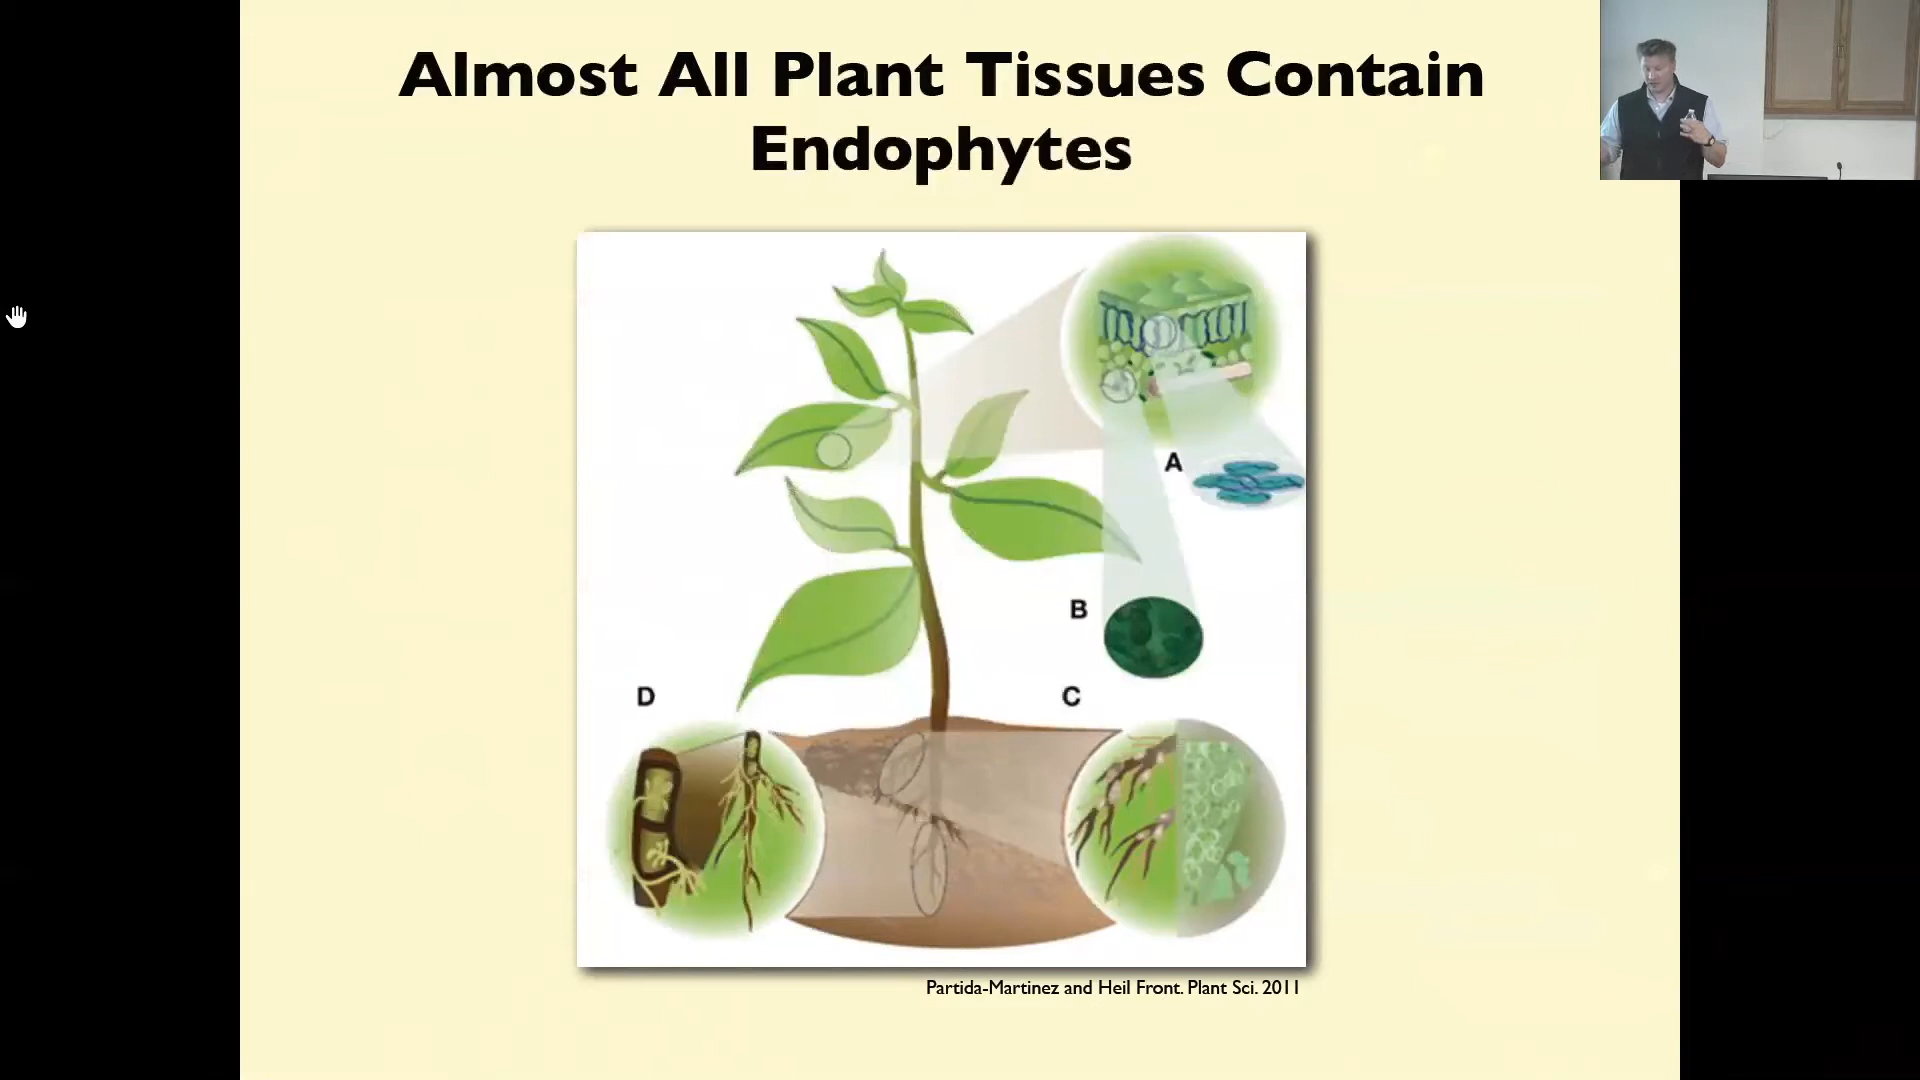 Almost All Plant Tissues Contain
Endophytes
A
B
D
C
Partida-Martinez and Heil Front. Plant Sci. 2011